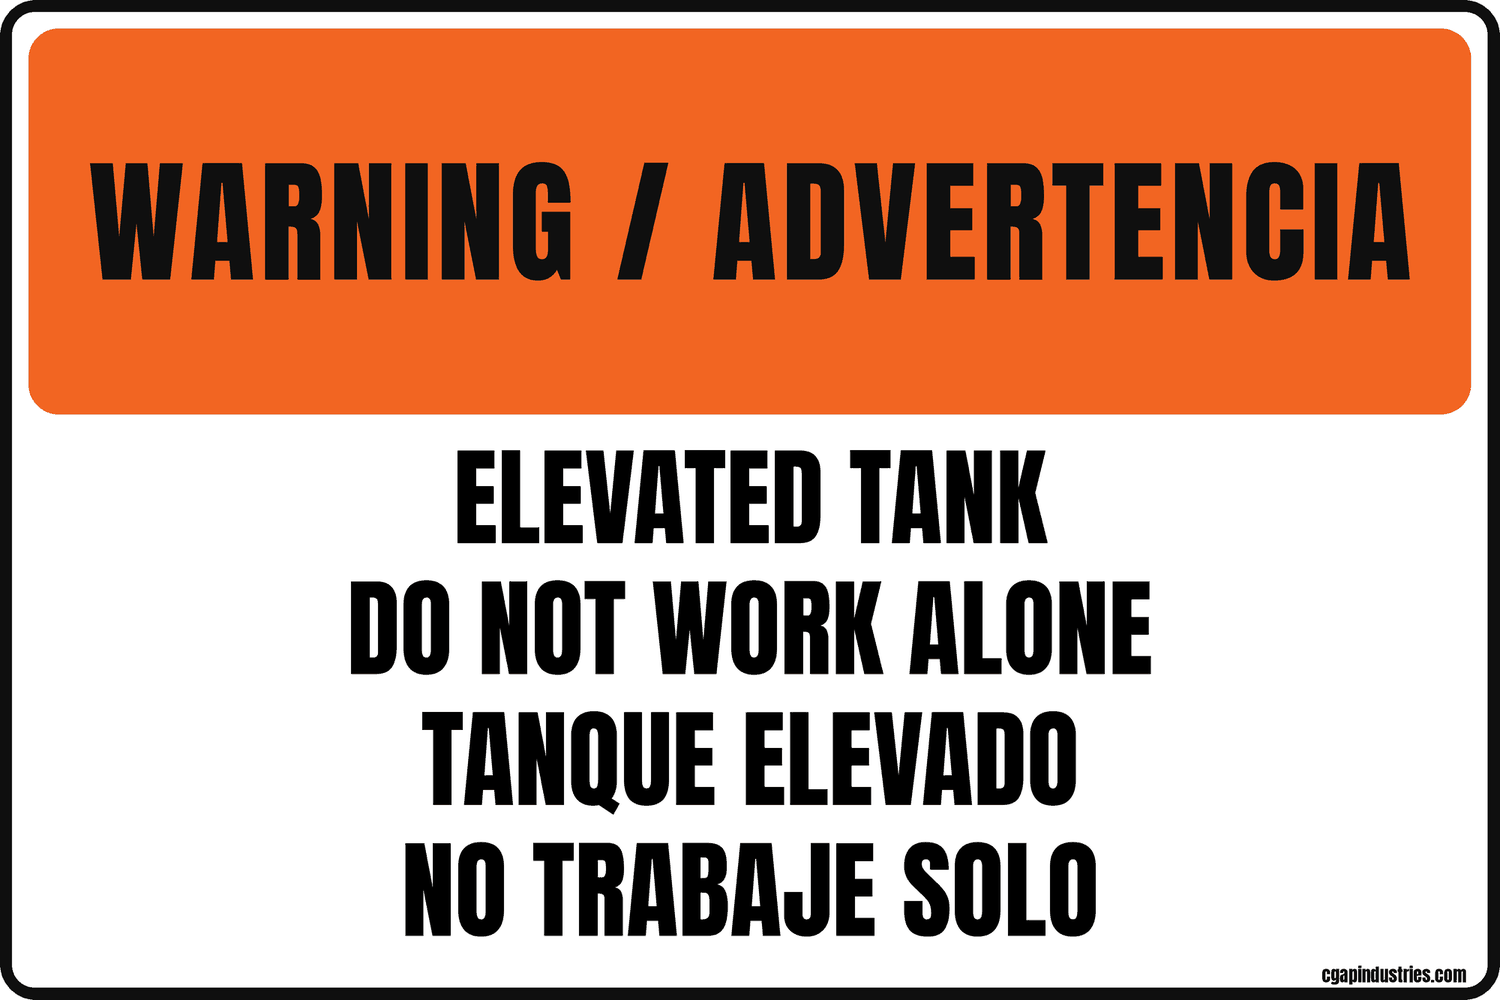 WARNING / ADVERTENCIA
ELEVATED TANK
DO NOT WORK ALONE
TANQUE ELEVADO
NO TRABAJE SOLO
cgapindustries.com